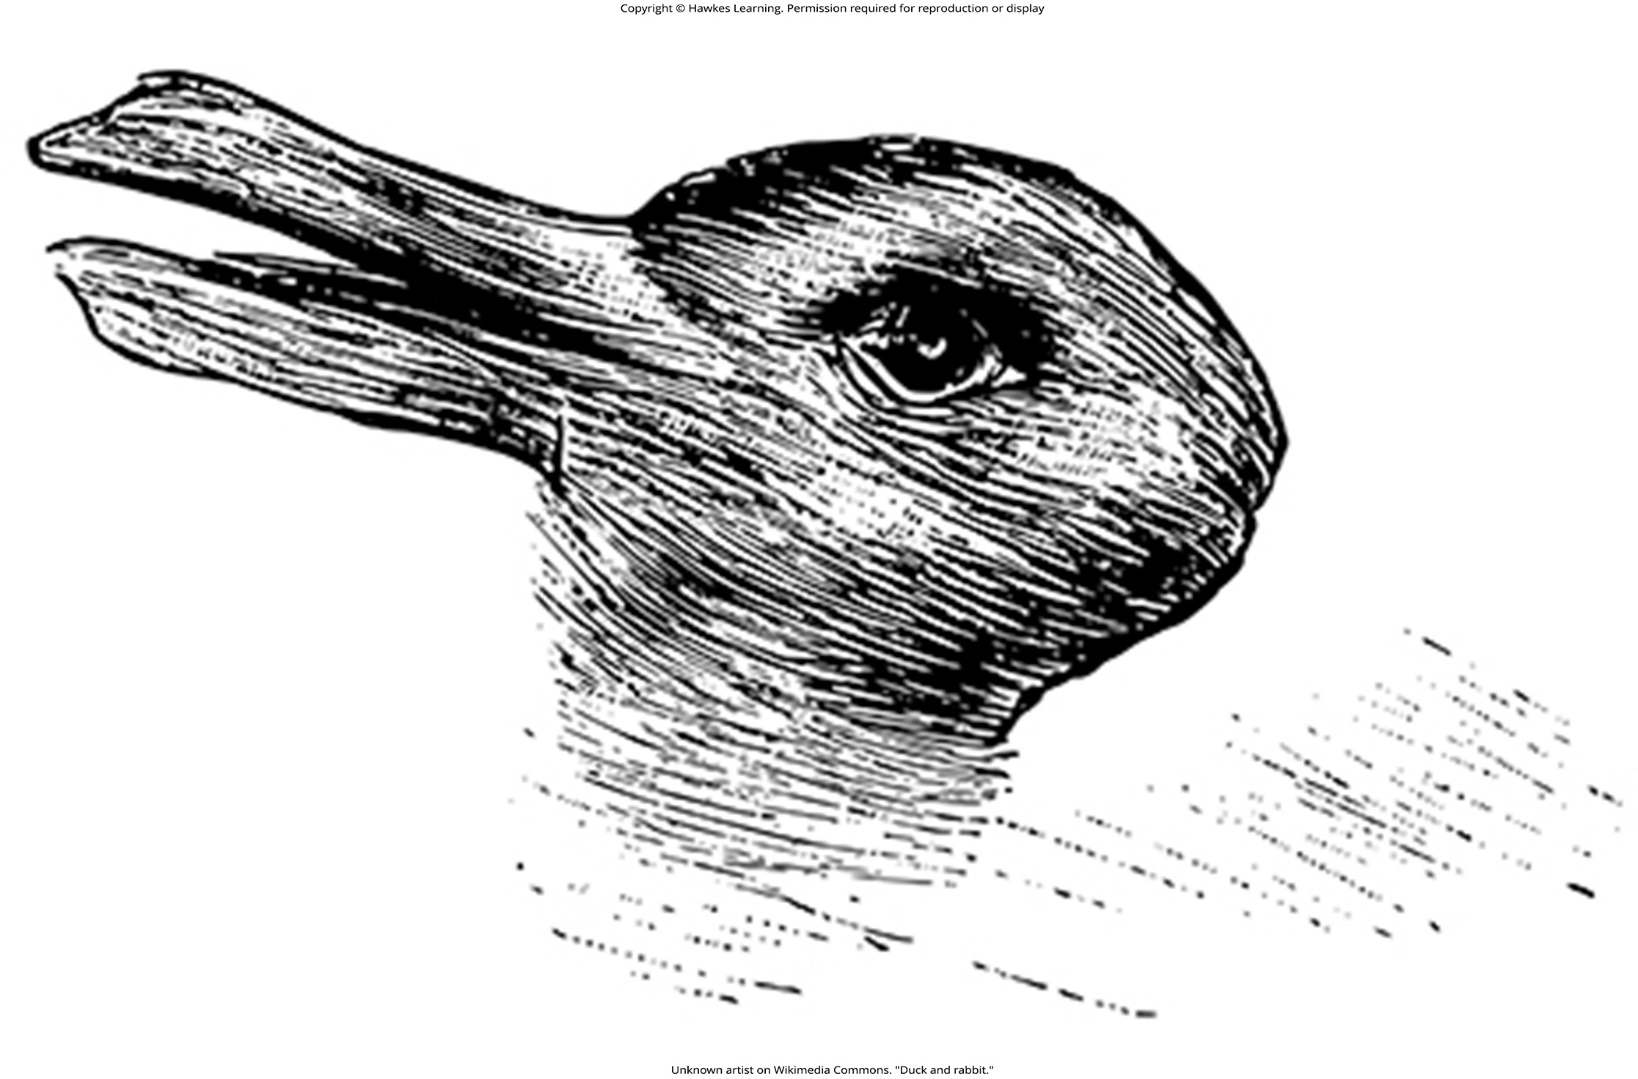 Copyright © Hawkes Learning. Permission required for reproduction or display
Unknown artist on Wikimedia Commons. "Duck and rabbit."